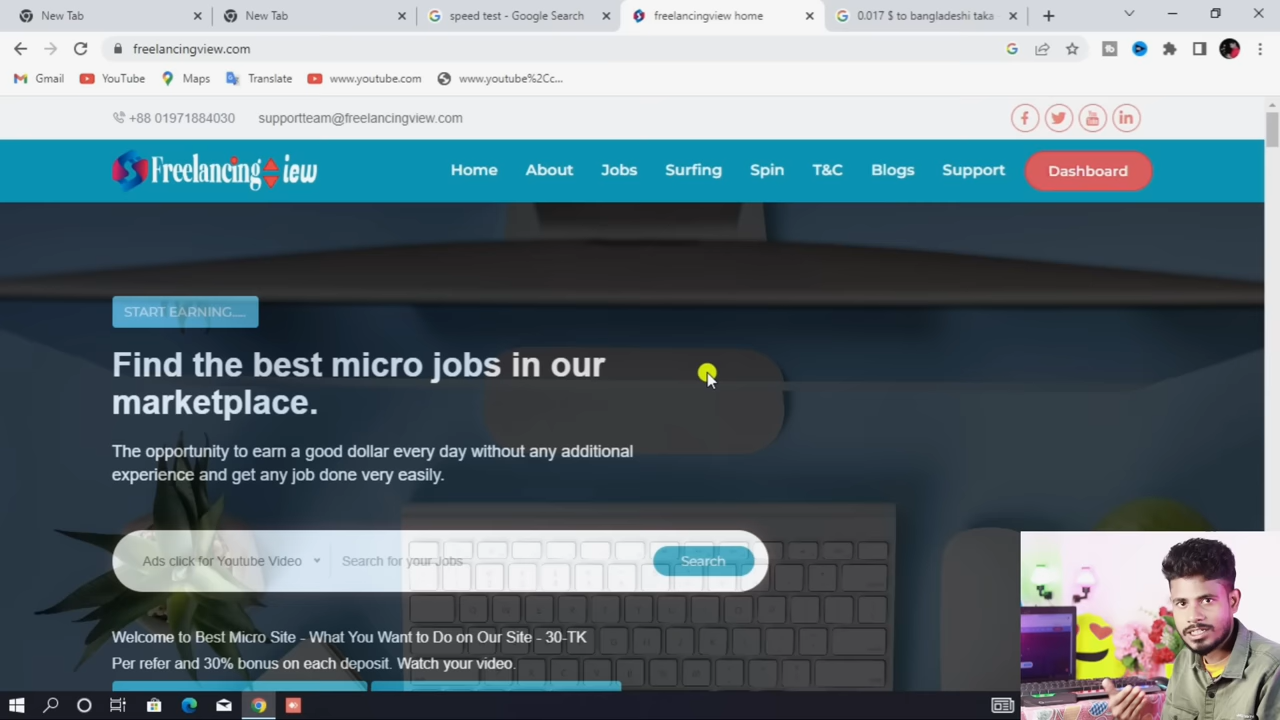 New Tab
New Tab
speed test - Google Search
freelancingview home
0.017 $ to bangladeshi taka
freelancingview.com
Gmail
YouTube
Maps
Translate
www.youtube.com
www.youtube%2Cc...
+88 01971884030
supportteam@freelancingview.com
Freelancing iew
Home
About
Jobs
Surfing
Spin
T&C
Blogs
Support
Dashboard
START EARNING.....
Find the best micro jobs in our
marketplace.
The opportunity to earn a good dollar every day without any additional
experience and get any job done very easily.
Ads click for Youtube Video
Search for your Jobs
Search
Welcome to Best Micro Site - What You Want to Do on Our Site - 30-TK
Per refer and 30% bonus on each deposit. Watch your video.